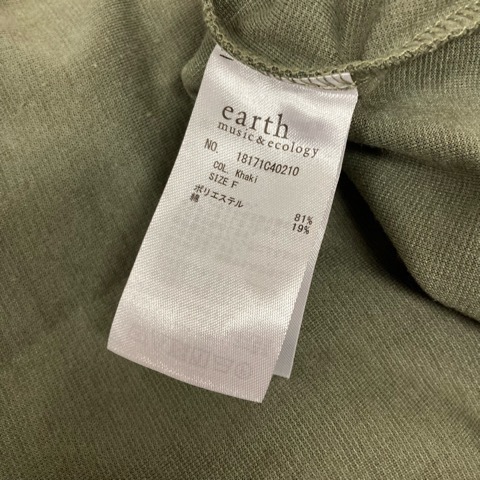 earth
music & ecology
NO. 18171C40210
COL. Khaki
SIZE F
ポリエステル 81%
綿 19%